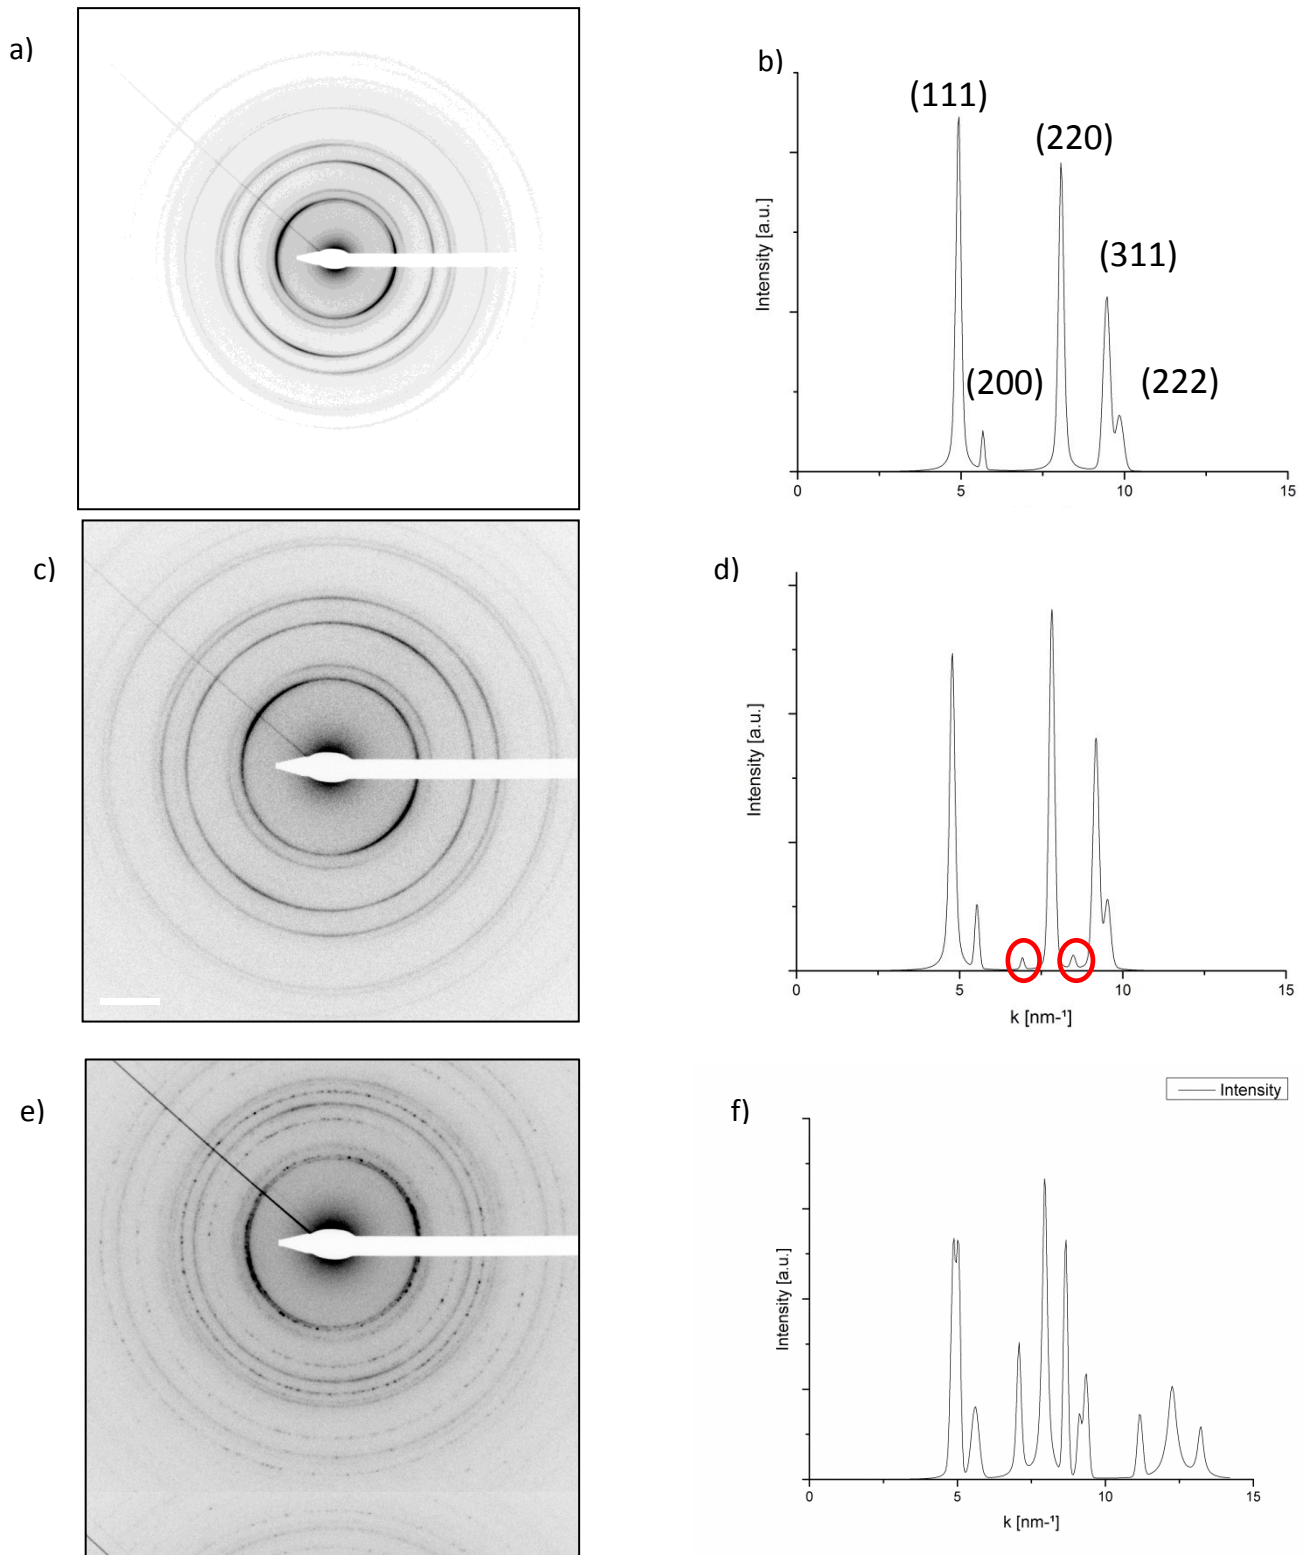 a)
b)
(111)
(220)
(311)
(200)
(222)
Intensity [a.u.]
0
5
10
15
c)
d)
Intensity [a.u.]
0
5
10
15
k [nm-¹]
e)
f)
Intensity
Intensity [a.u.]
0
5
10
15
k [nm-¹]